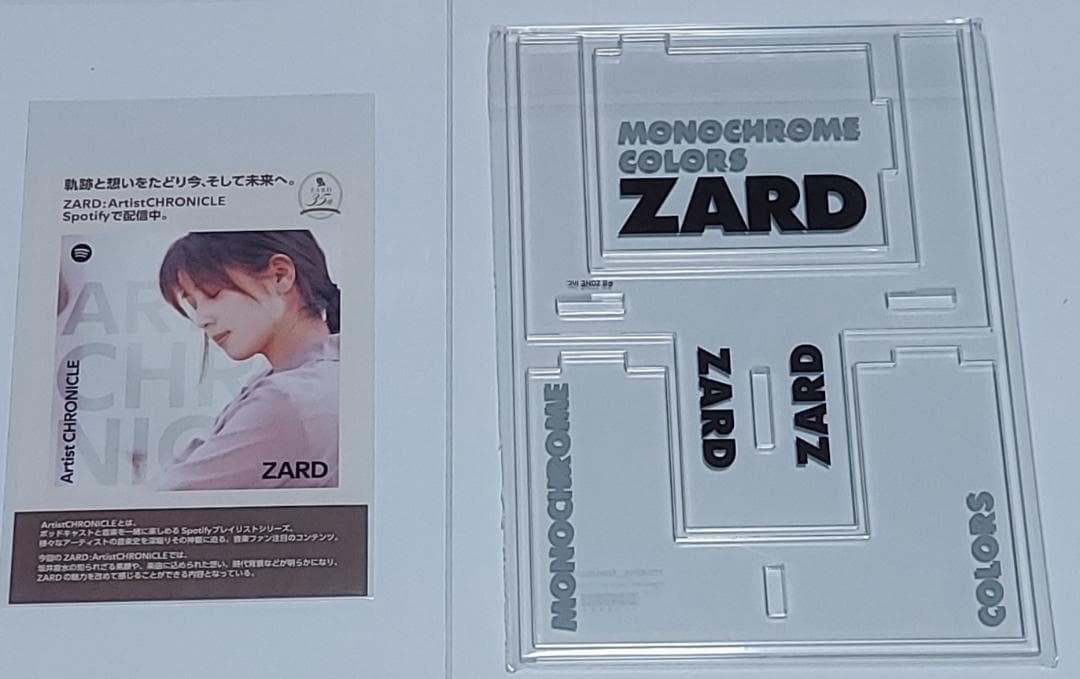 軌跡と想いをたどり今、そして未来へ。
ZARD:ArtistCHRONICLE
Spotifyで配信中。
ZARD
35
ARTIST
CHRONICLE
Artist CHRONICLE
ZARD
ArtistCHRONICLEとは、
ポッドキャストと音楽を一緒に楽しめるSpotifyプレイリストシリーズ。
様々なアーティストの音楽史を深堀りその神髄に迫る、音楽ファン注目のコンテンツ。
今回のZARD:ArtistCHRONICLEでは、
坂井泉水の知られざる素顔や、楽曲に込められた想い、時代背景などが明らかになり、
ZARDの魅力を改めて感じることができる内容となっている。
MONOCHROME
COLORS
ZARD
©B ZONE INC.
ZARD
ZARD
MONOCHROME
COLORS